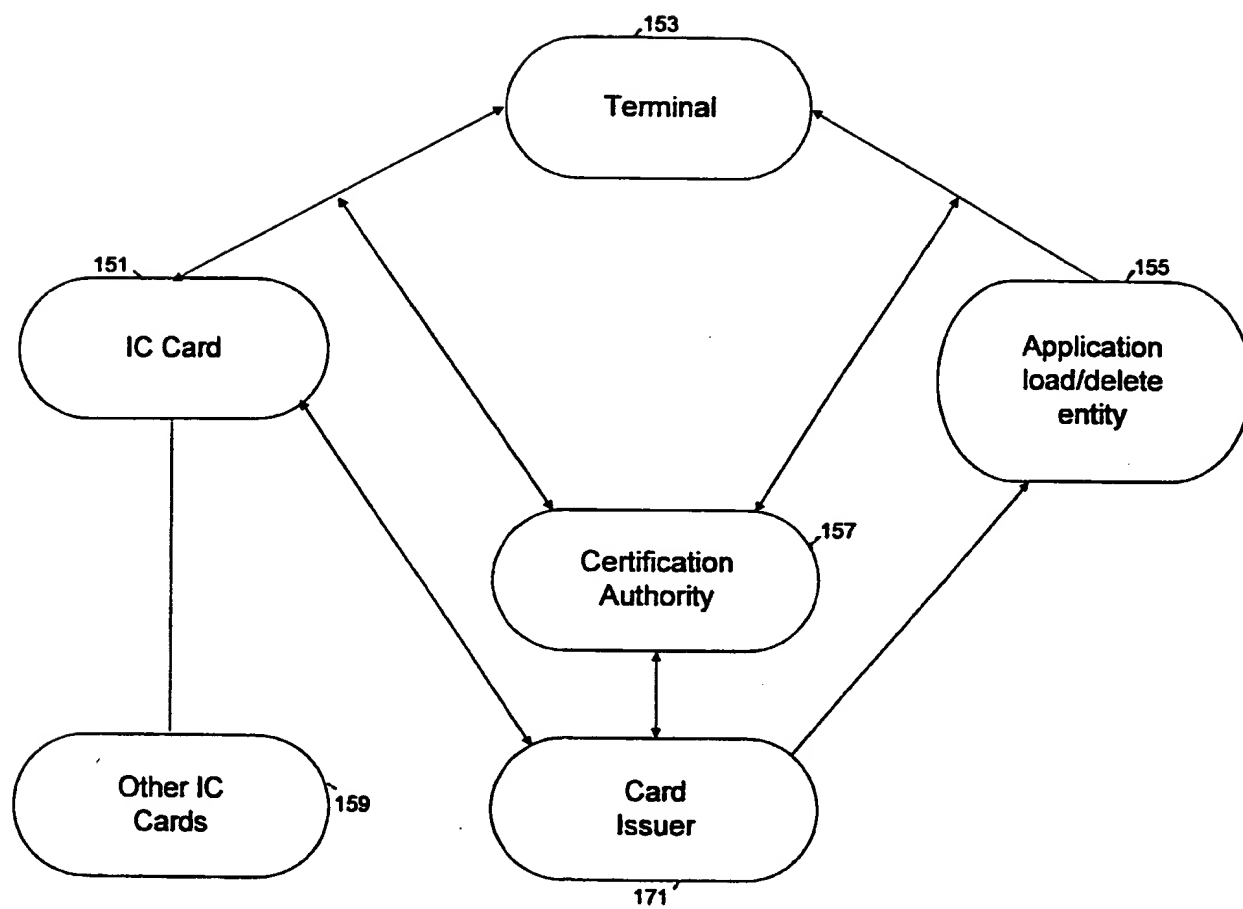 153
Terminal
151
IC Card
155
Application
load/delete
entity
157
Certification
Authority
Other IC
Cards
159
Card
Issuer
171